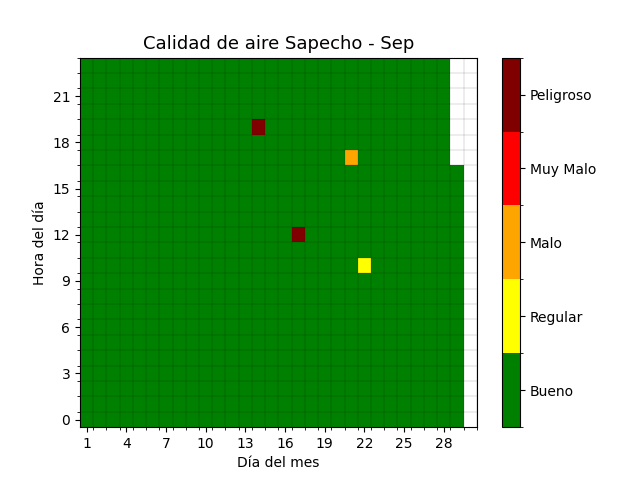 Calidad de aire Sapecho - Sep
Hora del día
21
18
15
12
9
6
3
0
1 4 7 10 13 16 19 22 25 28
Día del mes
Peligroso
Muy Malo
Malo
Regular
Bueno